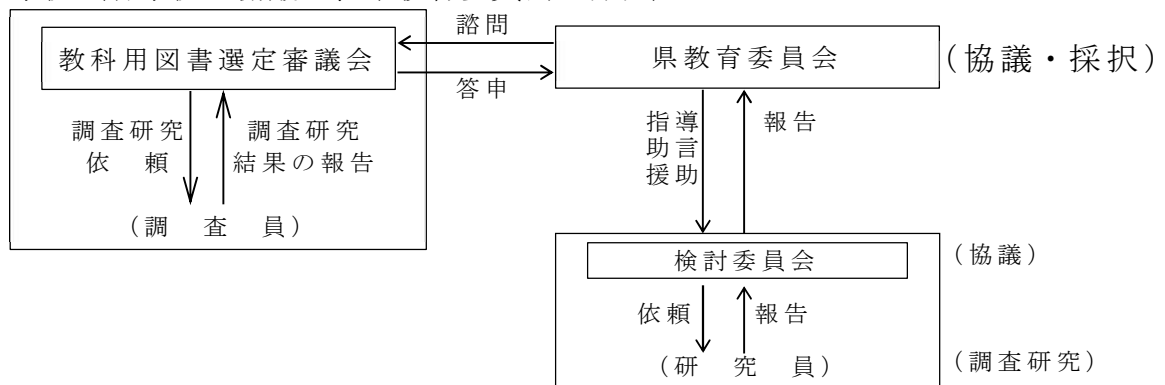 諮問
教科用図書選定審議会
県教育委員会
(協議・採択)
答申
調査研究
依頼
調査研究
結果の報告
指導
助言
援助
報告
(調査員)
検討委員会
(協議)
依頼
報告
(研究員)
(調査研究)